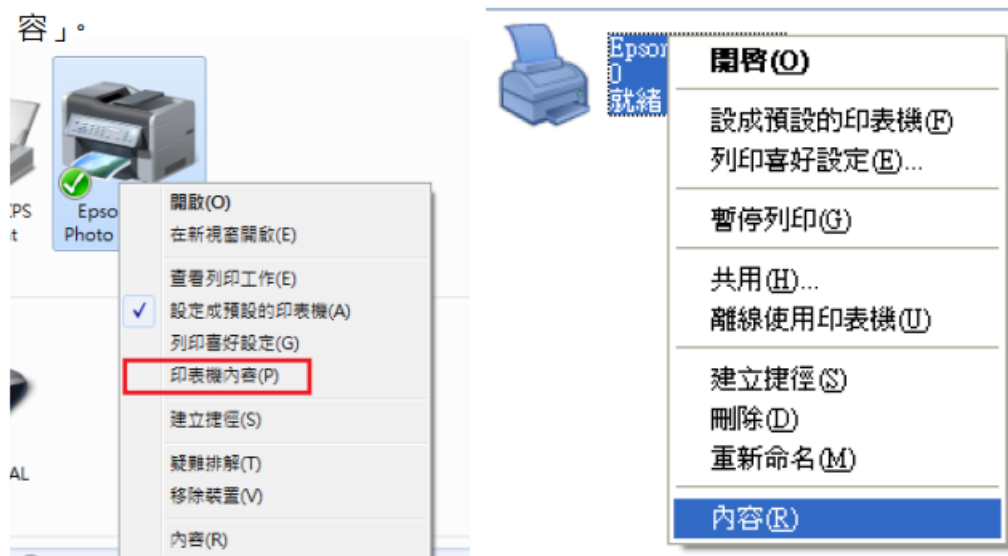 容」。
PS
t
Epso
Photo
開啟(O)
在新視窗開啟(E)
查看列印工作(E)
設定成預設的印表機(A)
列印喜好設定(G)
印表機內容(P)
建立捷徑(S)
疑難排解(T)
移除裝置(V)
內容(R)
AL
Epson
0
就緒
開啓(O)
設成預設的印表機(F)
列印喜好設定(E)...
暫停列印(G)
共用(H)...
離線使用印表機(U)
建立捷徑(S)
刪除(D)
重新命名(M)
內容(R)